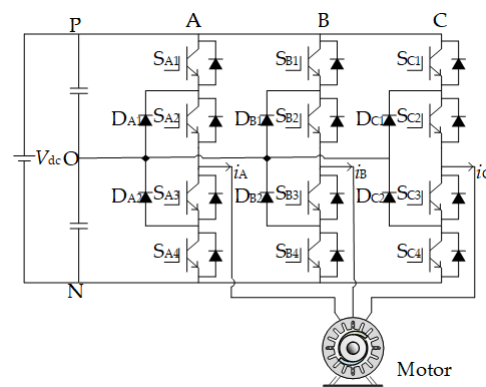 P
A
B
C
SA1
SB1
SC1
DA1
SA2
DB1
SB2
DC1
SC2
Vdc
O
iA
iB
iC
DA2
SA3
DB2
SB3
DC2
SC3
SA4
SB4
SC4
N
Motor